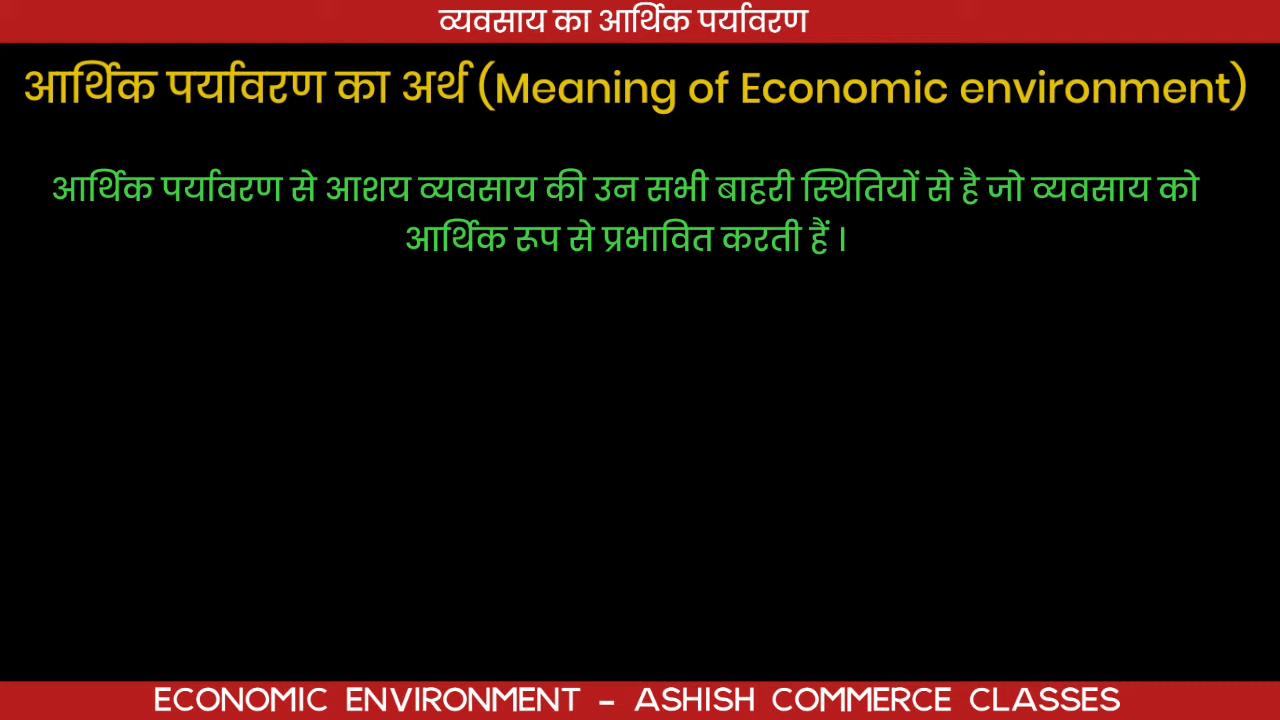 व्यवसाय का आर्थिक पर्यावरण
आर्थिक पर्यावरण का अर्थ (Meaning of Economic environment)
आर्थिक पर्यावरण से आशय व्यवसाय की उन सभी बाहरी स्थितियों से है जो व्यवसाय को
आर्थिक रूप से प्रभावित करती हैं ।
ECONOMIC ENVIRONMENT - ASHISH COMMERCE CLASSES